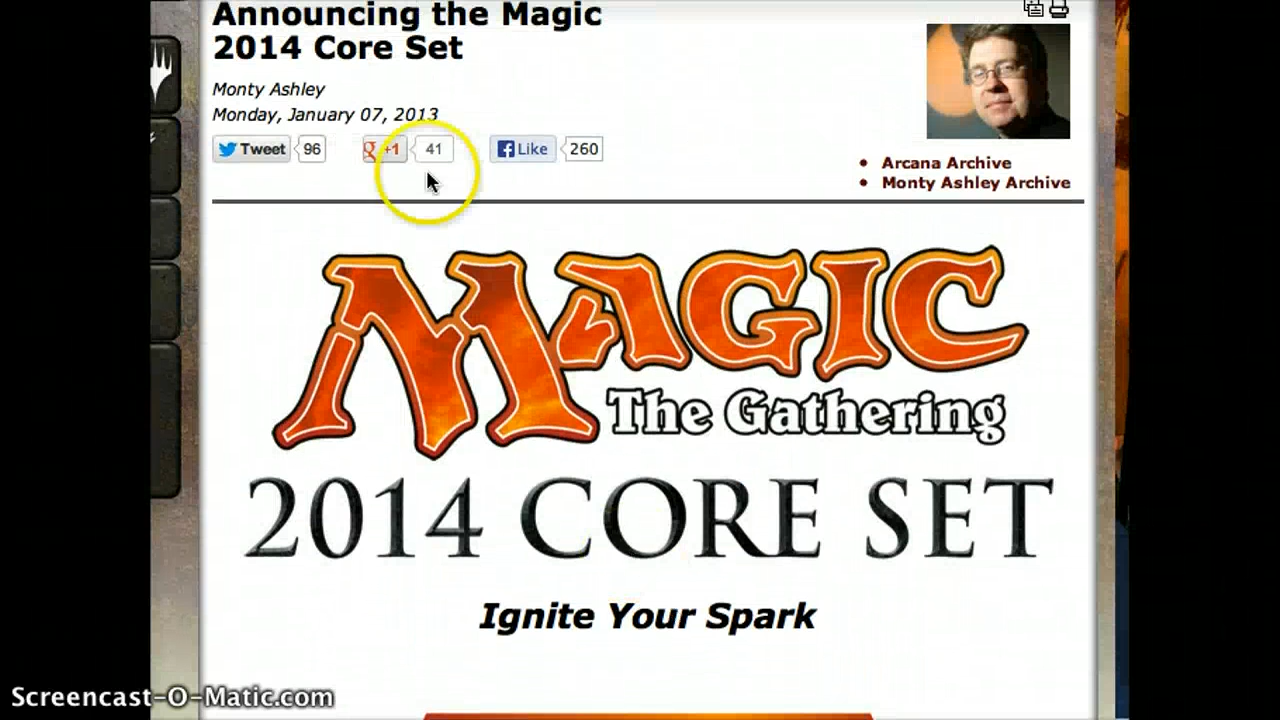 Announcing the Magic
2014 Core Set
Monty Ashley
Monday, January 07, 2013
Tweet 96 +1 41 Like 260
Arcana Archive
Monty Ashley Archive
MAGIC
The Gathering
2014 CORE SET
Ignite Your Spark
Screencast-O-Matic.com